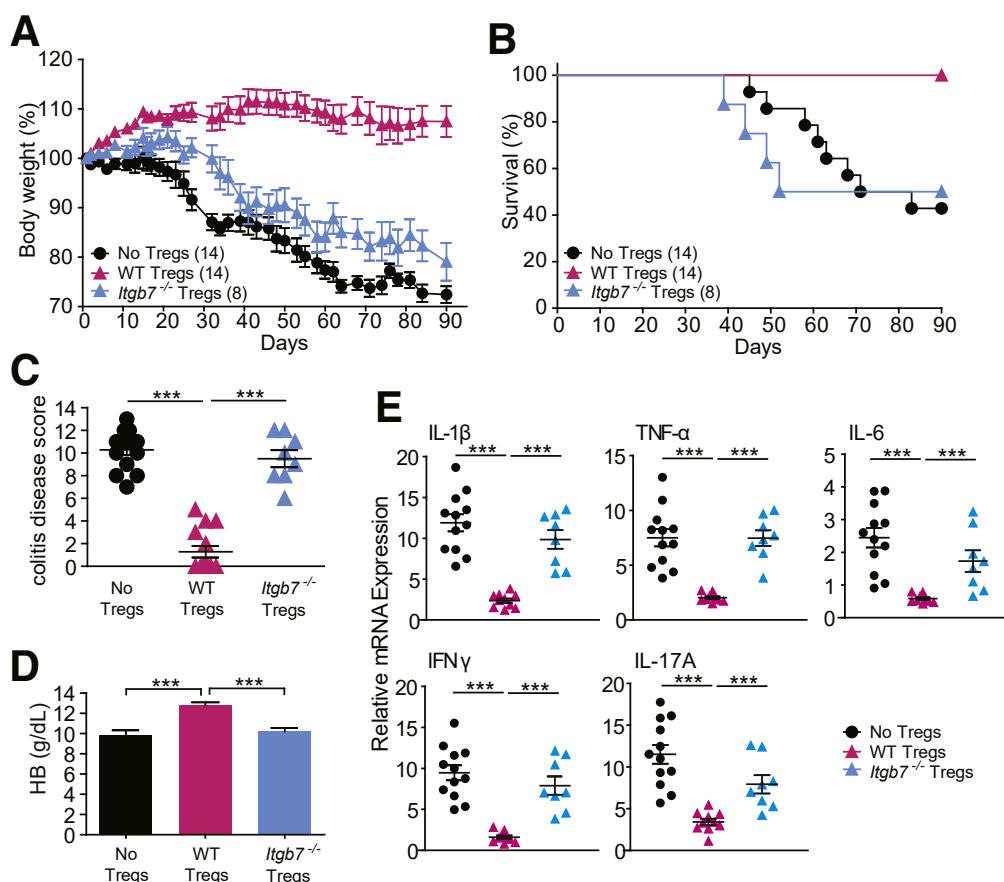 A
120
110
100
90
80
70
Body weight (%)
No Tregs (14)
WT Tregs (14)
Itgb7 -/- Tregs (8)
0 10 20 30 40 50 60 70 80 90
Days
B
100
80
60
40
20
0
Survival (%)
No Tregs (14)
WT Tregs (14)
Itgb7 -/- Tregs (8)
0 10 20 30 40 50 60 70 80 90
Days
C
*** ***
14
12
10
8
6
4
2
0
colitis disease score
No WT Itgb7 -/-
Tregs Tregs Tregs
D
*** ***
14
12
10
8
6
4
2
0
HB (g/dL)
No WT Itgb7 -/-
Tregs Tregs Tregs
E
Relative mRNA Expression
IL-1β
*** ***
20
15
10
5
0
TNF-α
*** ***
15
10
5
0
IL-6
*** ***
6
5
4
3
2
1
0
IFNγ
*** ***
20
15
10
5
0
IL-17A
*** ***
20
15
10
5
0
No Tregs
WT Tregs
Itgb7 -/- Tregs